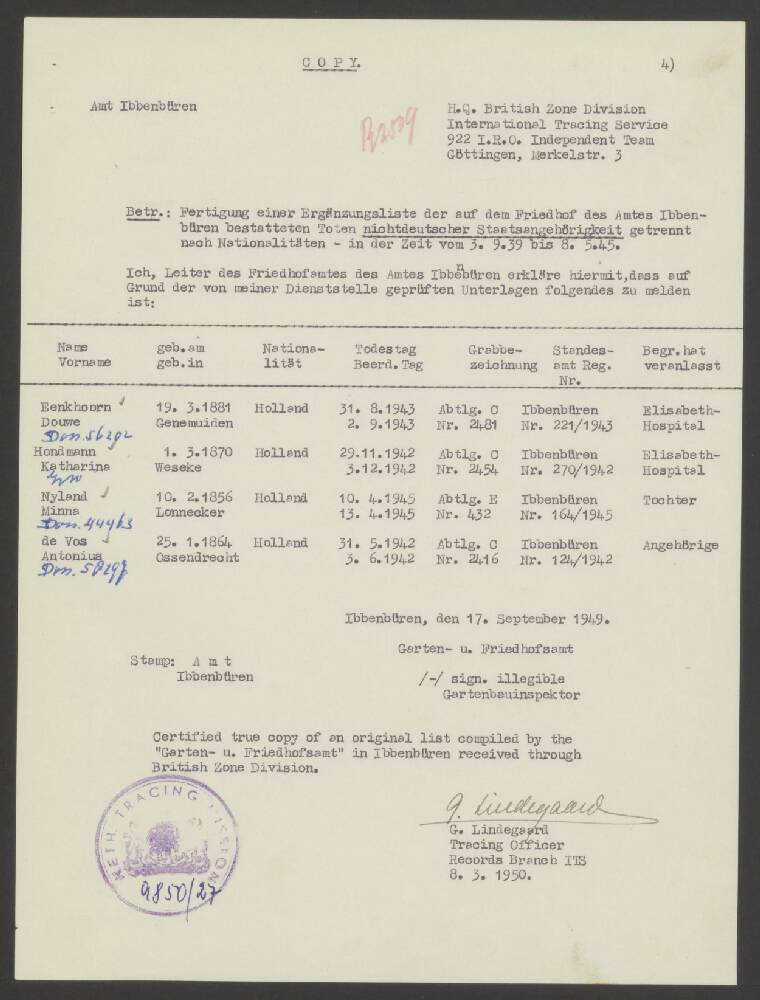 COPY.
4)
Amt Ibbenbüren
H.Q. British Zone Division
International Tracing Service
922 I.R.O. Independent Team
Göttingen, Merkelstr. 3
Betr.: Fertigung einer Ergänzungsliste der auf dem Friedhof des Amtes Ibben-
büren bestatteten Toten nichtdeutscher Staatsangehörigkeit getrennt
nach Nationalitäten - in der Zeit vom 3. 9.39 bis 8. 5.45.
Ich, Leiter des Friedhofamtes des Amtes Ibbenbüren erkläre hiermit,dass auf
Grund der von meiner Dienststelle geprüften Unterlagen folgendes zu melden
ist:
Name geb.am Nationa- Todestag Grabbe- Standes- Begr.hat
Vorname geb.in lität Beerd.Tag zeichnung amt Reg. veranlasst
Nr.
Eenkhoorn 19. 3.1881 Holland 31. 8.1943 Abtlg. C Ibbenbüren Elisabeth-
Douwe Genemuiden 2. 9.1943 Nr. 2481 Nr. 221/1943 Hospital
Hondmann 1. 3.1870 Holland 29.11.1942 Abtlg. C Ibbenbüren Elisabeth-
Katharina Weseke 3.12.1942 Nr. 2454 Nr. 270/1942 Hospital
Nyland 10. 2.1856 Holland 10. 4.1945 Abtlg. E Ibbenbüren Tochter
Minna Lonnecker 13. 4.1945 Nr. 432 Nr. 164/1945
de Vos 25. 1.1864 Holland 31. 5.1942 Abtlg. C Ibbenbüren Angehörige
Antonius Ossendrecht 3. 6.1942 Nr. 2416 Nr. 124/1942
Ibbenbüren, den 17. September 1949.
Garten- u. Friedhofsamt
Stamp: Amt
Ibbenbüren
/-/ sign. illegible
Gartenbauinspektor
Certified true copy of an original list compiled by the
"Garten- u. Friedhofsamt" in Ibbenbüren received through
British Zone Division.
NETH. TRACING MISSION
9850/27
G. Lindegaard
G. Lindegaard
Tracing Officer
Records Branch ITS
8. 3. 1950.